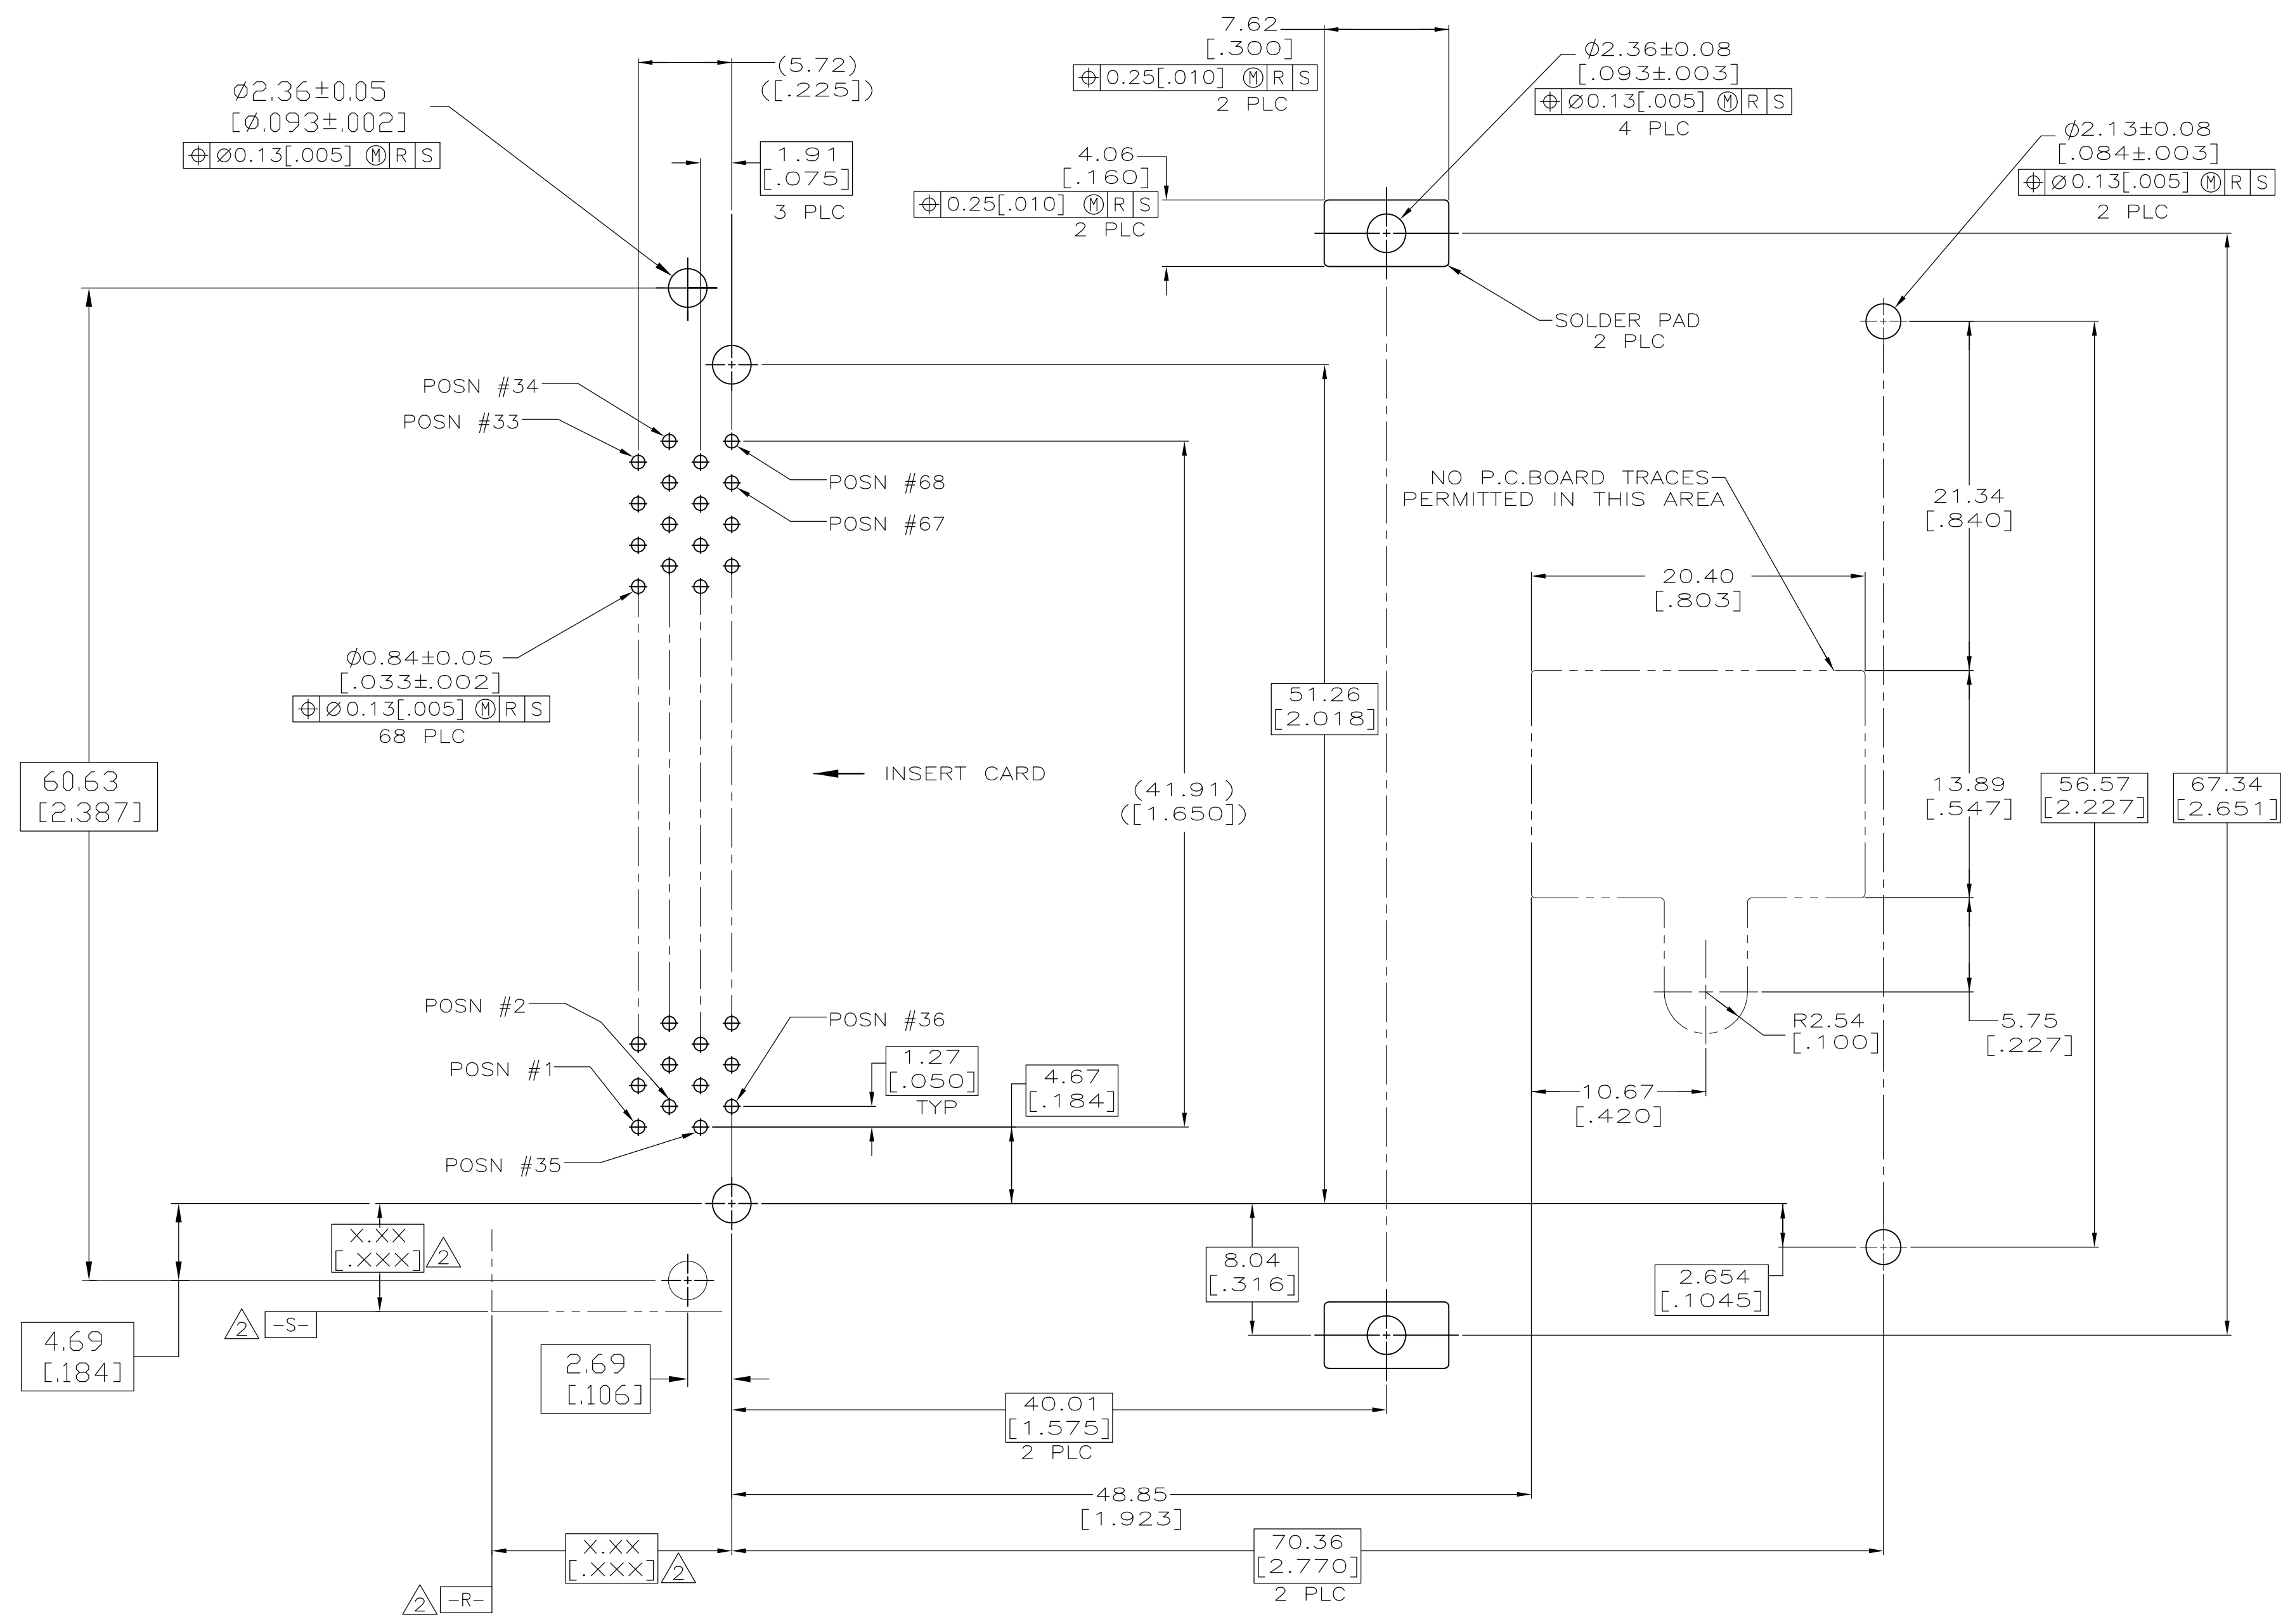 7.62
[.300]
⌖ 0.25[.010] Ⓜ R S
2 PLC
(5.72)
([.225])
∅2.36±0.08
[.093±.003]
⌖ ∅0.13[.005] Ⓜ R S
4 PLC
∅2.36±0.05
[∅.093±.002]
⌖ ∅0.13[.005] Ⓜ R S
∅2.13±0.08
[.084±.003]
⌖ ∅0.13[.005] Ⓜ R S
2 PLC
1.91
[.075]
3 PLC
4.06
[.160]
⌖ 0.25[.010] Ⓜ R S
2 PLC
SOLDER PAD
2 PLC
POSN #34
POSN #33
POSN #68
POSN #67
NO P.C.BOARD TRACES
PERMITTED IN THIS AREA
21.34
[.840]
20.40
[.803]
∅0.84±0.05
[.033±.002]
⌖ ∅0.13[.005] Ⓜ R S
68 PLC
51.26
[2.018]
60.63
[2.387]
INSERT CARD
(41.91)
([1.650])
13.89
[.547]
56.57
[2.227]
67.34
[2.651]
POSN #2
POSN #36
R2.54
[.100]
5.75
[.227]
POSN #1
1.27
[.050]
TYP
4.67
[.184]
10.67
[.420]
POSN #35
X.XX
[.XXX]
2
8.04
[.316]
2.654
[.1045]
2
-S-
4.69
[.184]
2.69
[.106]
40.01
[1.575]
2 PLC
48.85
[1.923]
X.XX
[.XXX]
2
70.36
[2.770]
2 PLC
2
-R-